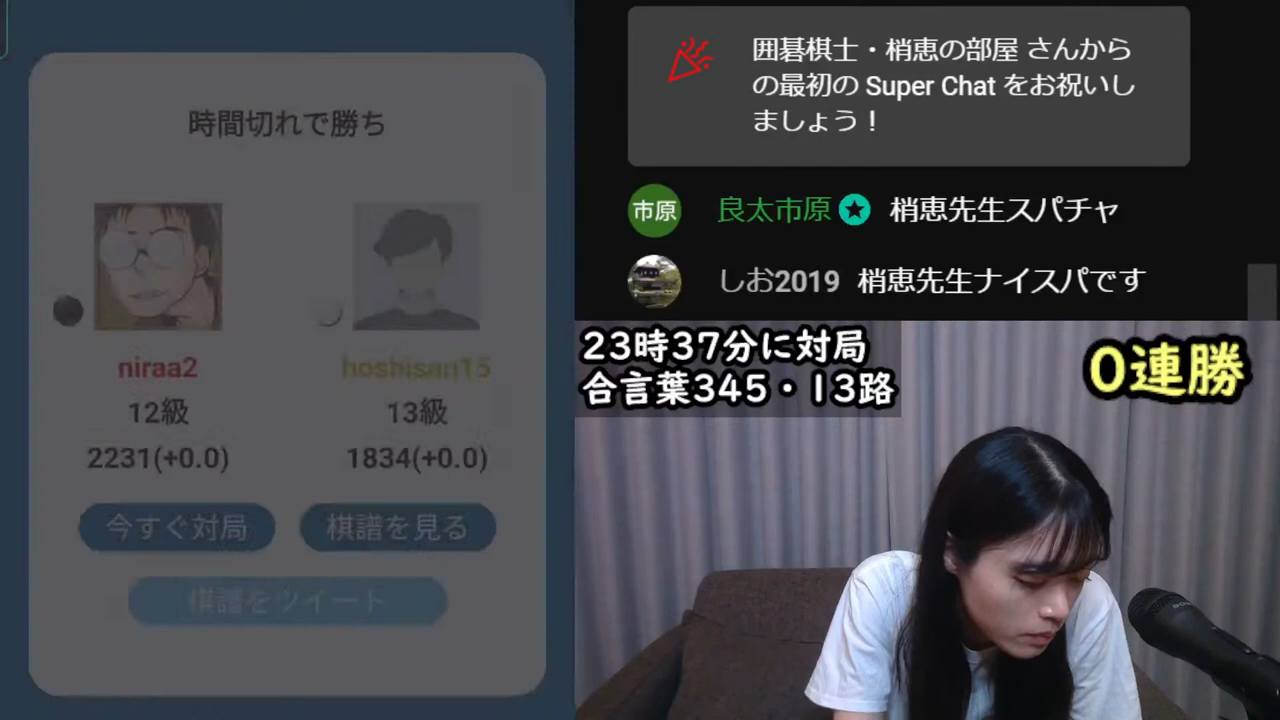 時間切れで勝ち
niraa2
hoshisan15
12級
13級
2231(+0.0)
1834(+0.0)
今すぐ対局
棋譜を見る
棋譜をツイート
囲碁棋士・梢恵の部屋 さんから
の最初の Super Chat をお祝いし
ましょう！
市原
良太市原 梢恵先生スパチャ
しお2019 梢恵先生ナイスパです
23時37分に対局
合言葉345・13路
0連勝